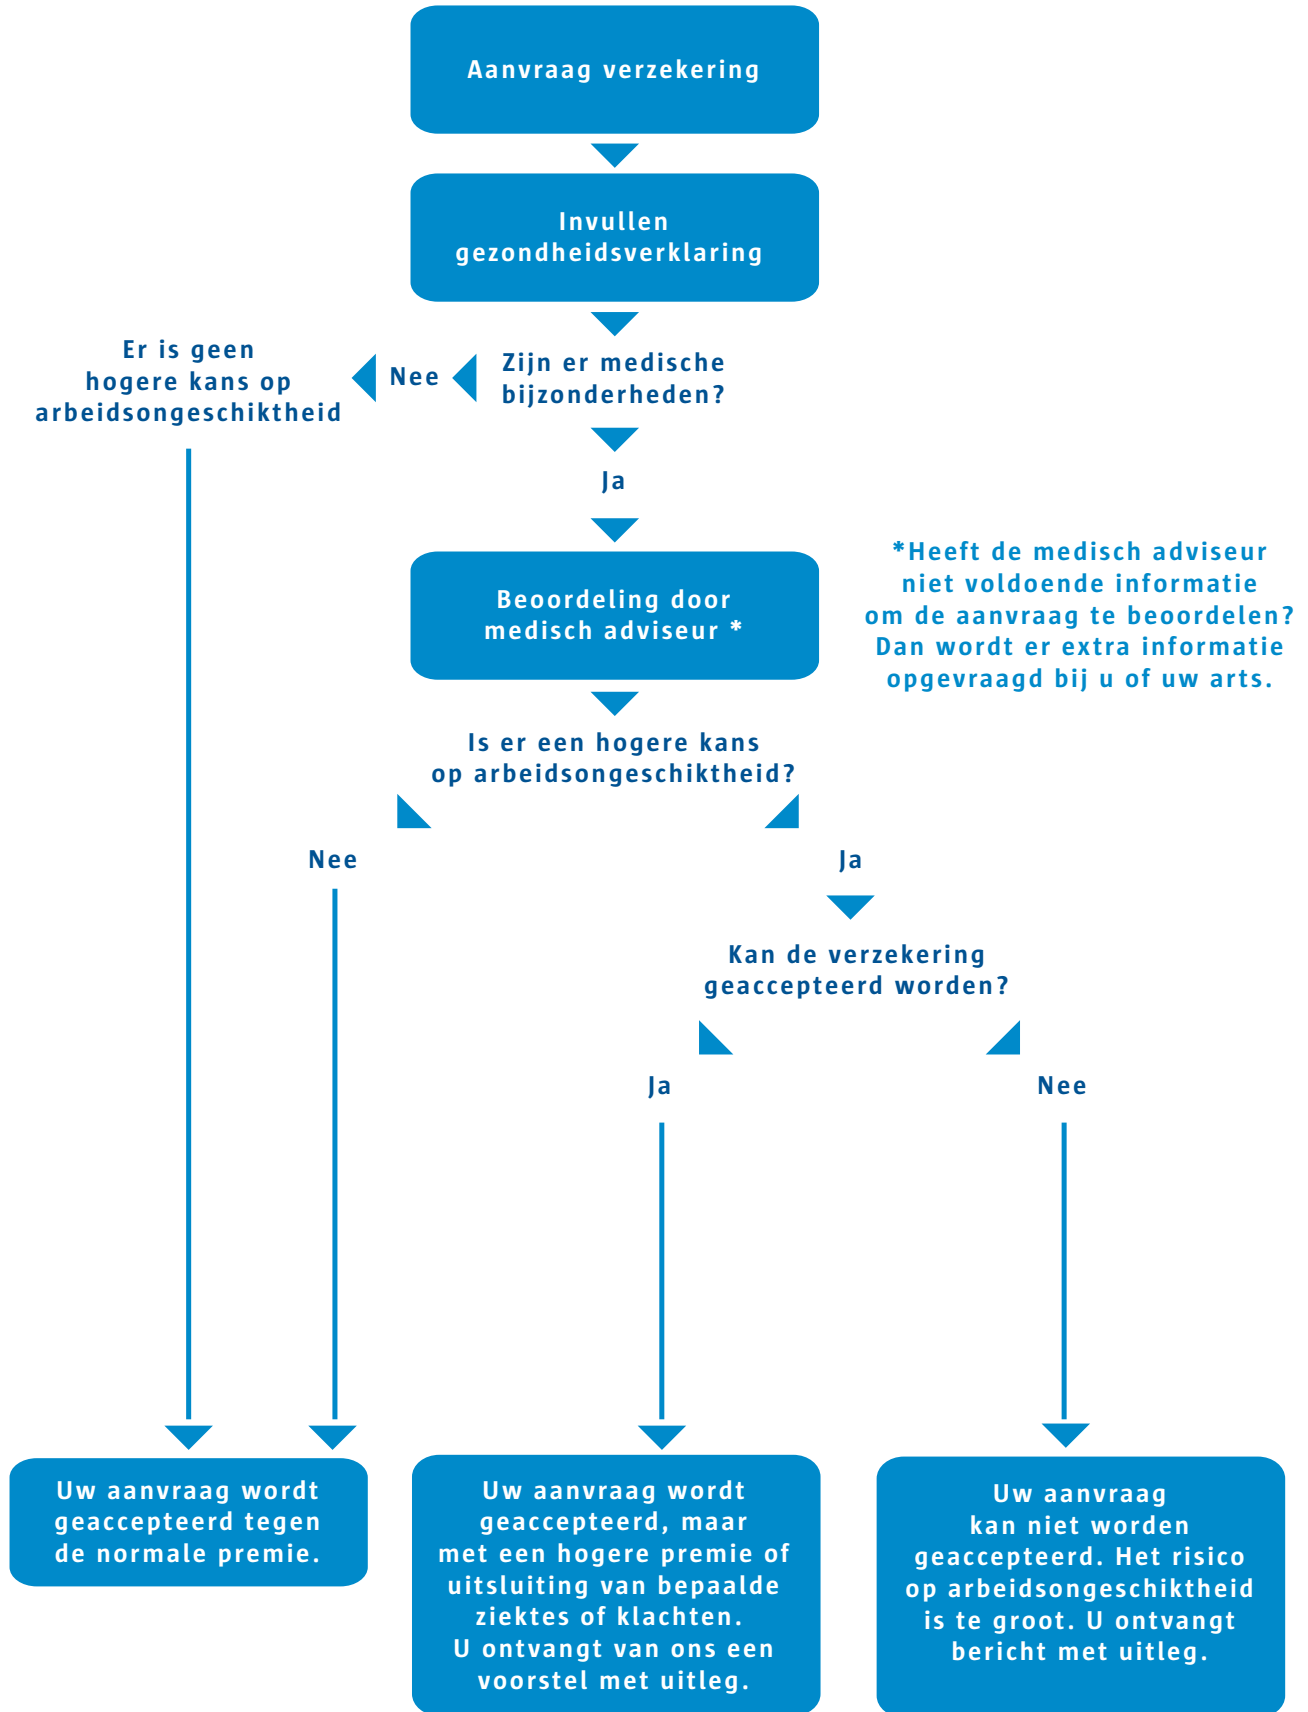 Aanvraag verzekering
Invullen
gezondheidsverklaring
Er is geen
hogere kans op
arbeidsongeschiktheid
Nee
Zijn er medische
bijzonderheden?
Ja
Beoordeling door
medisch adviseur *
*Heeft de medisch adviseur
niet voldoende informatie
om de aanvraag te beoordelen?
Dan wordt er extra informatie
opgevraagd bij u of uw arts.
Is er een hogere kans
op arbeidsongeschiktheid?
Nee
Ja
Kan de verzekering
geaccepteerd worden?
Ja
Nee
Uw aanvraag wordt
geaccepteerd tegen
de normale premie.
Uw aanvraag wordt
geaccepteerd, maar
met een hogere premie of
uitsluiting van bepaalde
ziektes of klachten.
U ontvangt van ons een
voorstel met uitleg.
Uw aanvraag
kan niet worden
geaccepteerd. Het risico
op arbeidsongeschiktheid
is te groot. U ontvangt
bericht met uitleg.